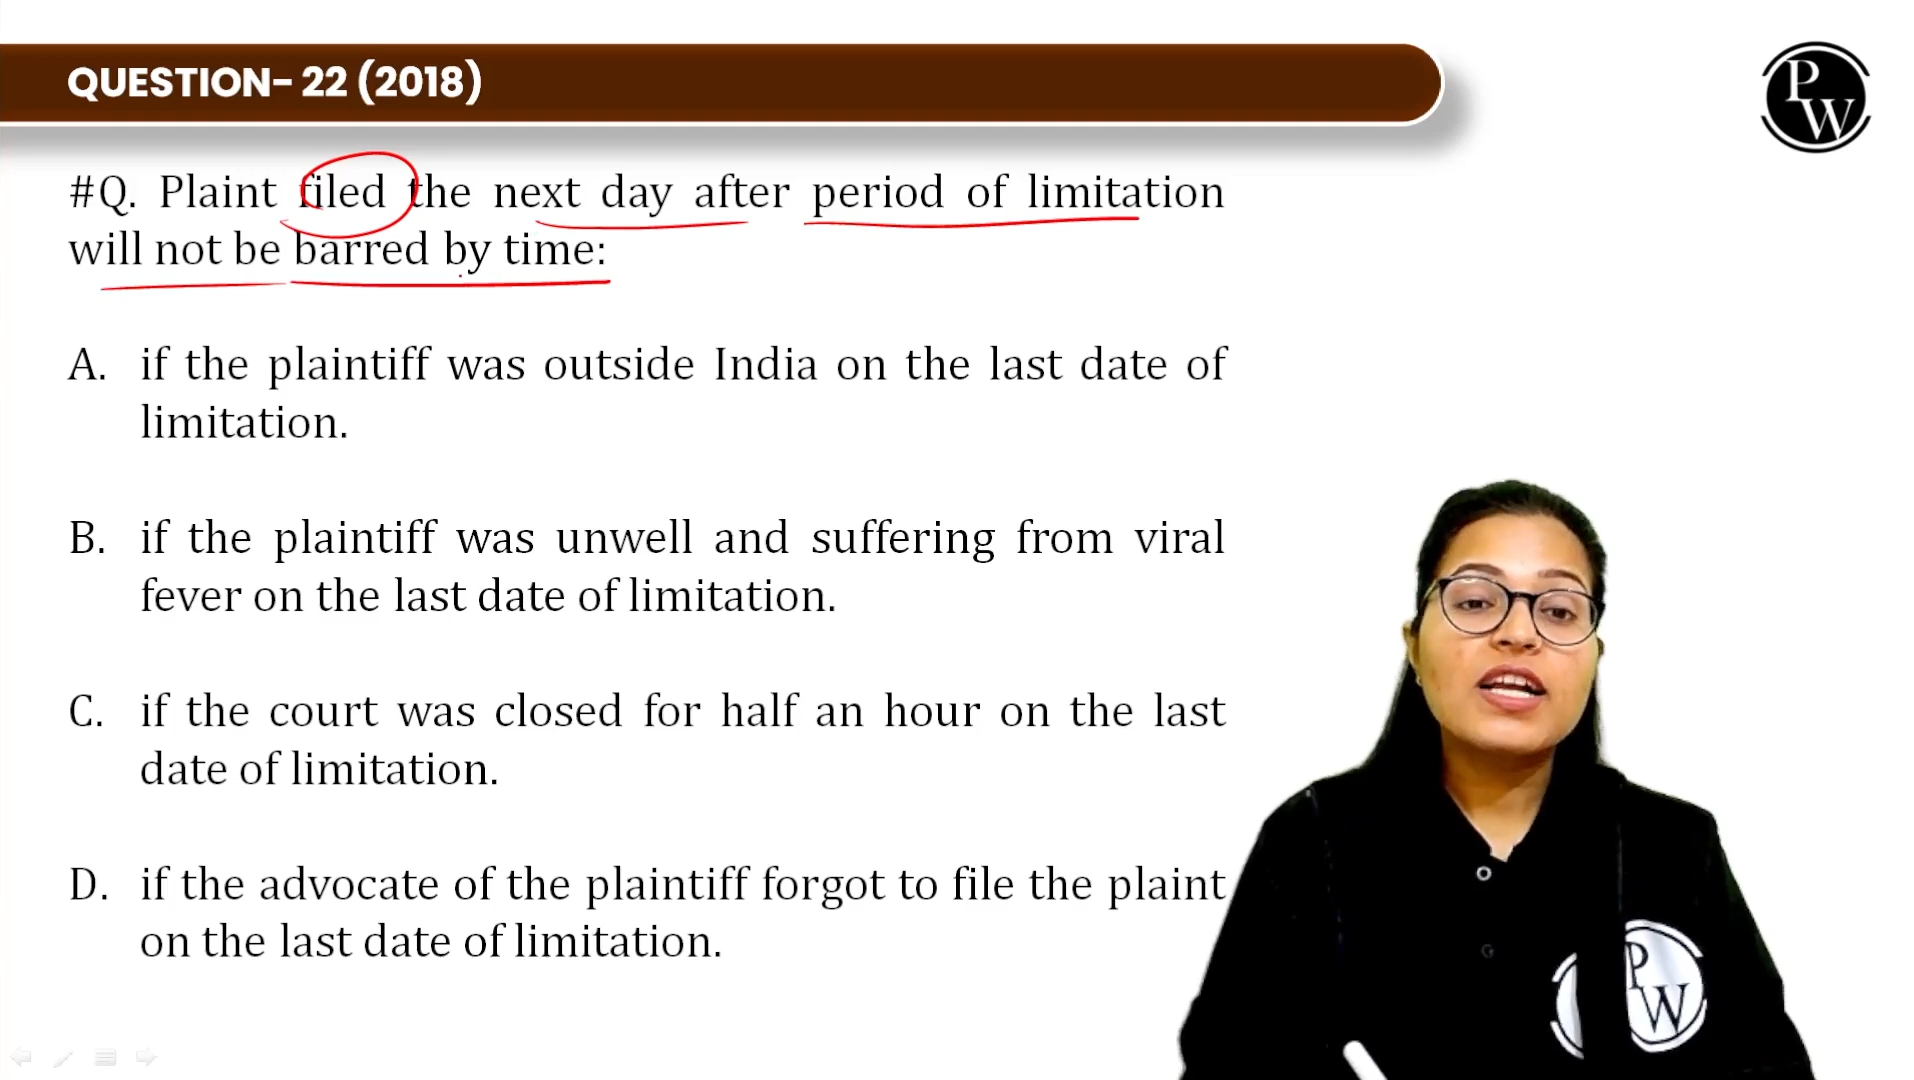 QUESTION- 22 (2018)
P
W
#Q. Plaint filed the next day after period of limitation
will not be barred by time:
A. if the plaintiff was outside India on the last date of
limitation.
B. if the plaintiff was unwell and suffering from viral
fever on the last date of limitation.
C. if the court was closed for half an hour on the last
date of limitation.
D. if the advocate of the plaintiff forgot to file the plaint
on the last date of limitation.
P
W